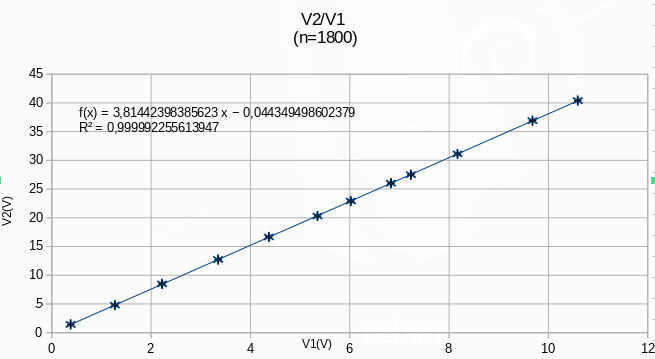 V2/V1
(n=1800)
45
40
f(x) = 3,81442398385623 x − 0,044349498602379
35
R² = 0,999992255613947
30
25
20
V2(V)
15
10
5
0
0 2 4 6 8 10 12
V1(V)
debian